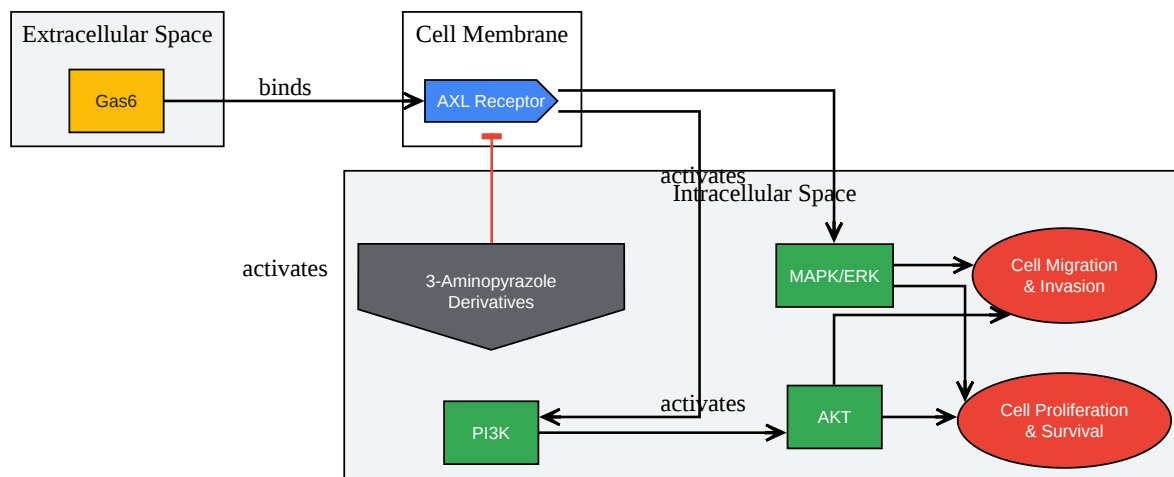 Extracellular Space
Cell Membrane
Gas6
binds
AXL Receptor
activates
Intracellular Space
activates
3-Aminopyrazole
Derivatives
MAPK/ERK
Cell Migration
& Invasion
PI3K
activates
AKT
Cell Proliferation
& Survival